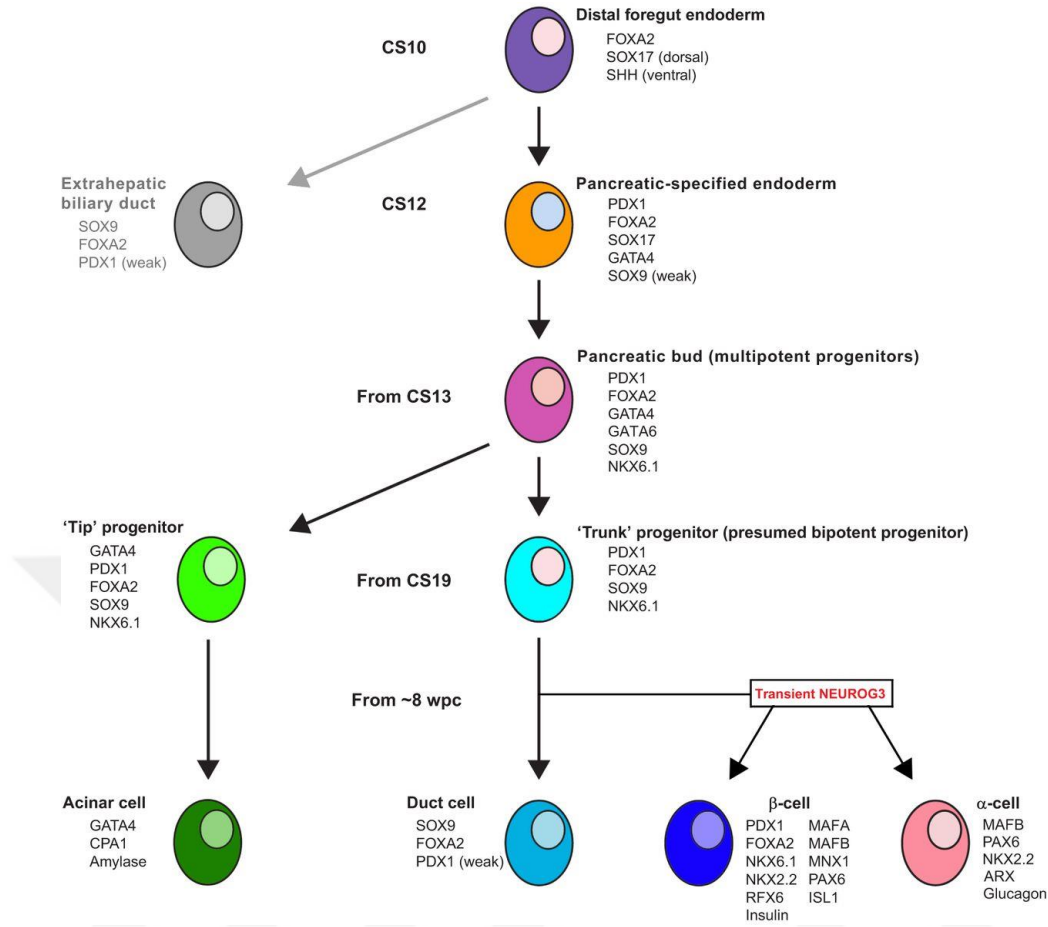 Distal foregut endoderm
CS10
FOXA2
SOX17 (dorsal)
SHH (ventral)
Extrahepatic
biliary duct
SOX9
FOXA2
PDX1 (weak)
CS12
Pancreatic-specified endoderm
PDX1
FOXA2
SOX17
GATA4
SOX9 (weak)
From CS13
Pancreatic bud (multipotent progenitors)
PDX1
FOXA2
GATA4
GATA6
SOX9
NKX6.1
‘Tip’ progenitor
GATA4
PDX1
FOXA2
SOX9
NKX6.1
From CS19
‘Trunk’ progenitor (presumed bipotent progenitor)
PDX1
FOXA2
SOX9
NKX6.1
From ~8 wpc
Transient NEUROG3
Acinar cell
GATA4
CPA1
Amylase
Duct cell
SOX9
FOXA2
PDX1 (weak)
β-cell
PDX1 MAFA
FOXA2 MAFB
NKX6.1 MNX1
NKX2.2 PAX6
RFX6 ISL1
Insulin
α-cell
MAFB
PAX6
NKX2.2
ARX
Glucagon